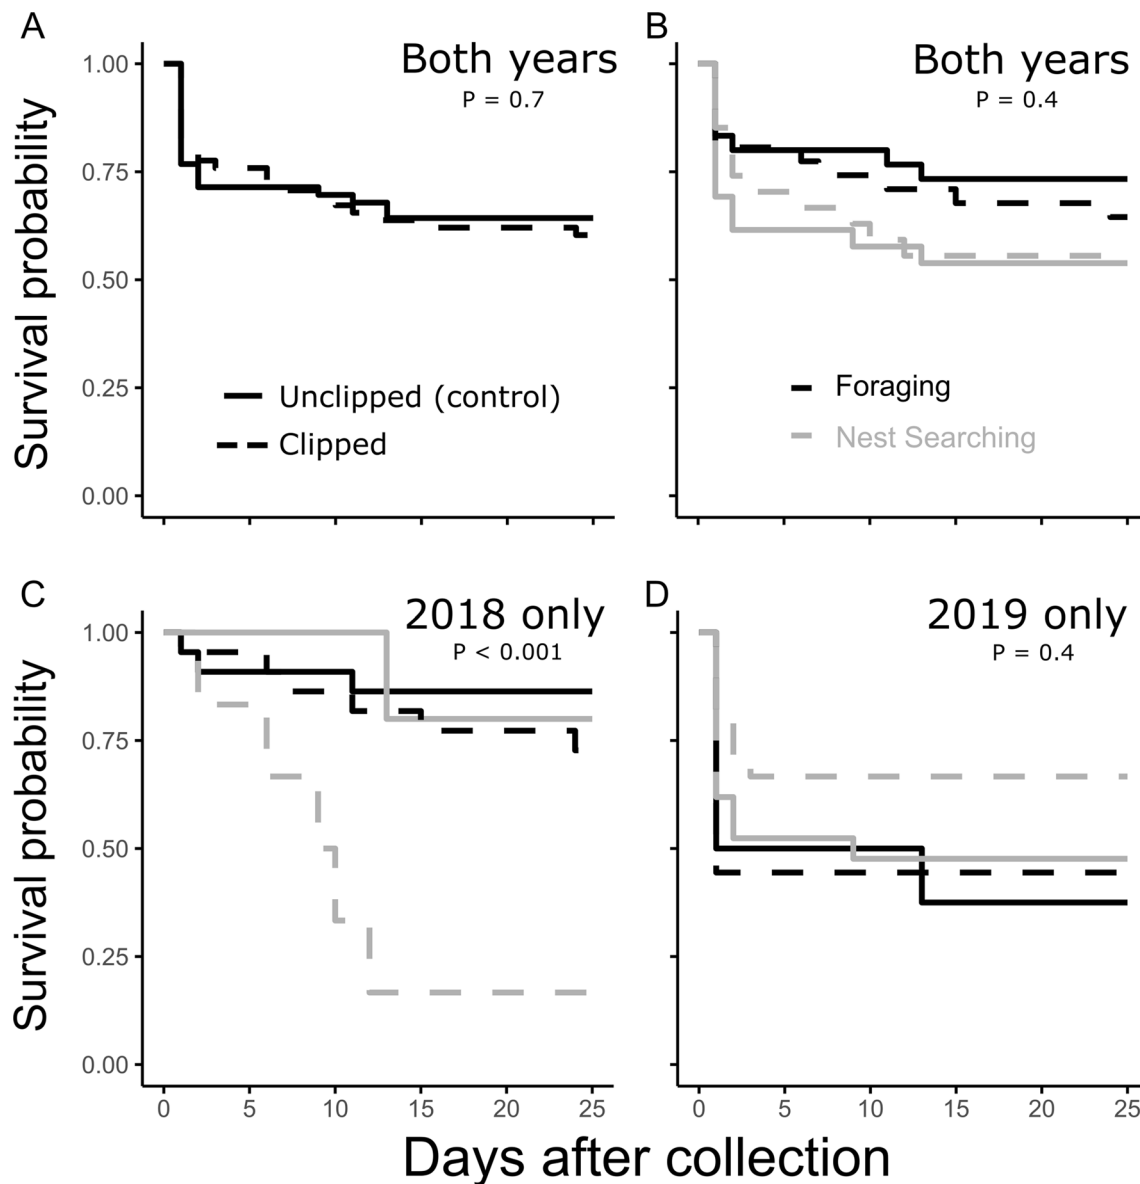 A
Both years
P = 0.7
Survival probability
1.00
0.75
0.50
0.25
0.00
Unclipped (control)
Clipped
B
Both years
P = 0.4
Foraging
Nest Searching
C
2018 only
P < 0.001
Survival probability
1.00
0.75
0.50
0.25
0.00
0 5 10 15 20 25
D
2019 only
P = 0.4
0 5 10 15 20 25
Days after collection